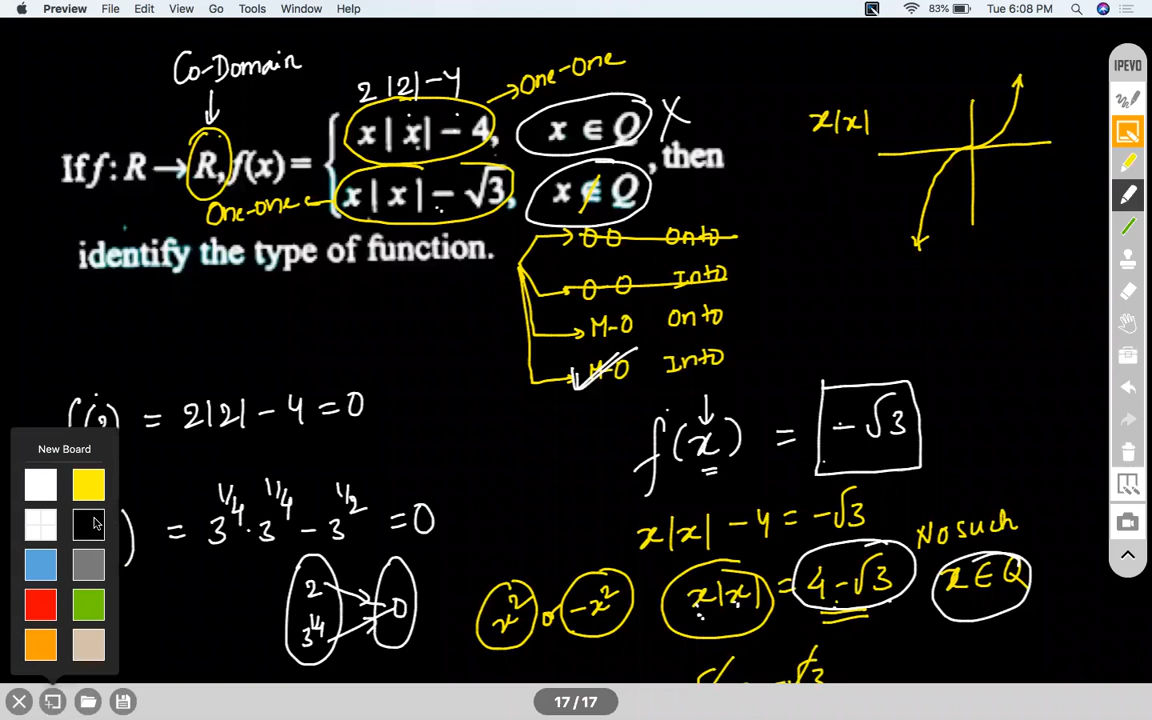 Preview File Edit View Tools Go Window Help 83% Tue 6:08 PM
IPEVO
Co-Domain
2 |2| - 4
One-One
x|x|
If f : R → R, f(x) = { x | x | − 4, x ∈ Q X
x | x | − √3, x ∉ Q , then
One-one
identify the type of function.
O-O Onto
O-O Into
M-O Onto
M-O Into
f(2) = 2|2| - 4 = 0
f(x) = -√3
New Board
) = 3^1/4 . 3^1/4 - 3^1/2 = 0
x|x| - 4 = -√3
No such
x ∈ Q
x² or -x² x|x| = 4 - √3
2 0
3^1/4
17 / 17